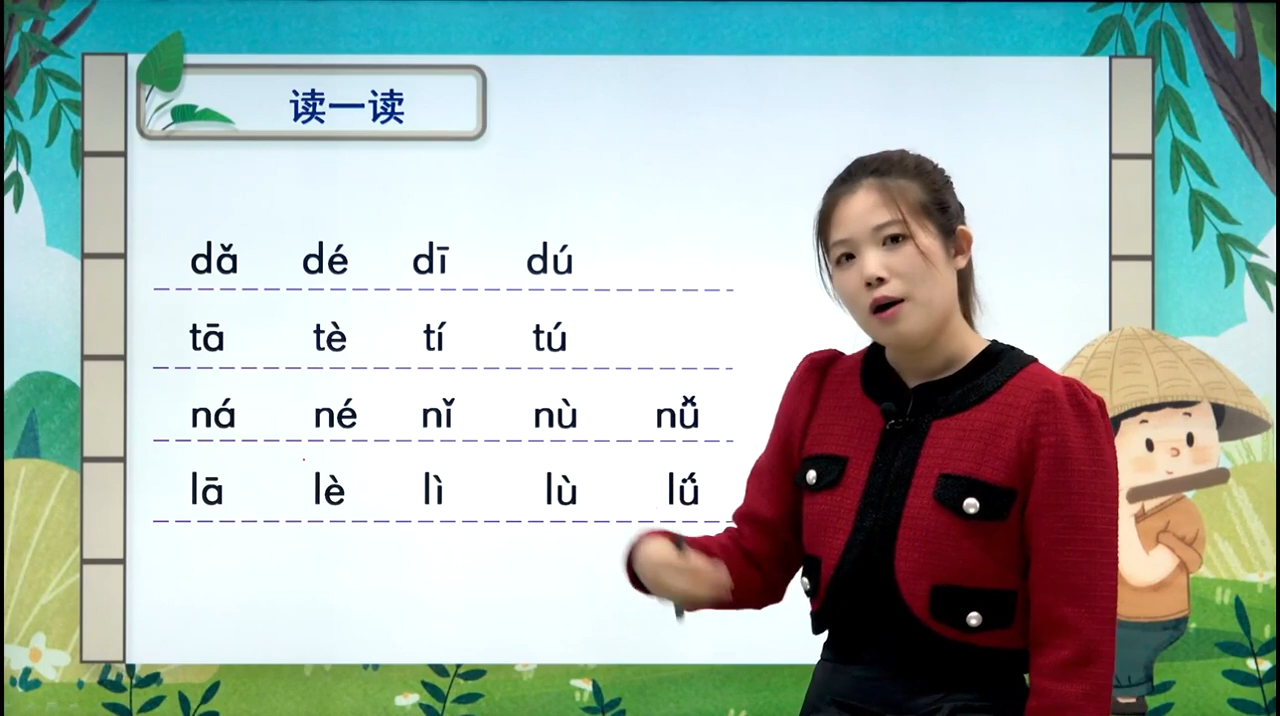 读一读
dǎ dé dī dú
tā tè tí tú
ná né nǐ nù nǚ
lā lè lì lù lǘ